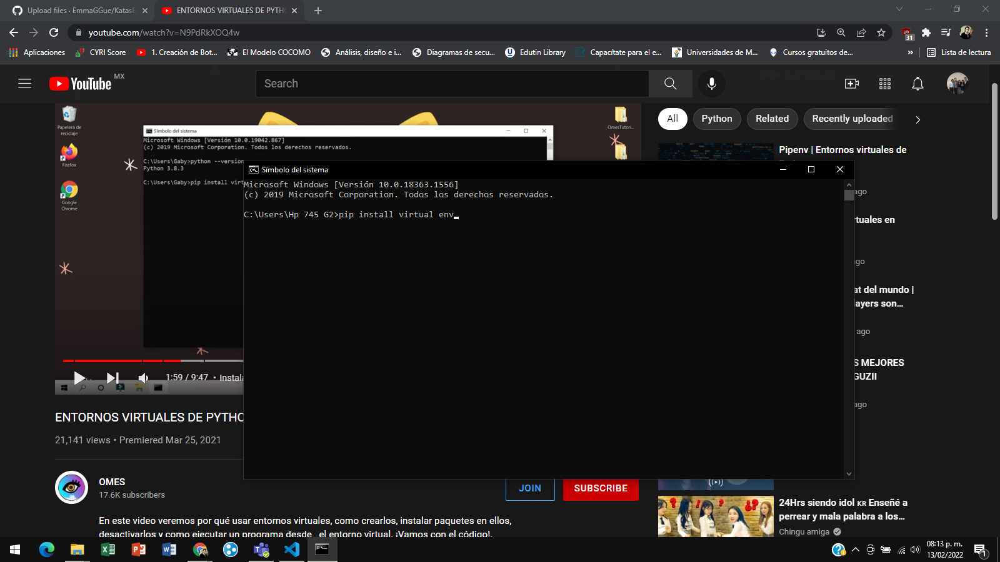 Upload files · EmmaGGue/KatasE
ENTORNOS VIRTUALES DE PYTH
youtube.com/watch?v=N9PdRkXOQ4w
31
Aplicaciones
CYRI Score
1. Creación de Bot...
El Modelo COCOMO
Análisis, diseño e i...
Diagramas de secu...
Edutin Library
Capacítate para el e...
Universidades de M...
Cursos gratuitos de...
»
Lista de lectura
YouTube MX
Search
All
Python
Related
Recently uploaded
Papelera de
reciclaje
Firefox
Google
Chrome
OmesTutori...
Símbolo del sistema
Microsoft Windows [Versión 10.0.19042.867]
(c) 2019 Microsoft Corporation. Todos los derechos reservados.
C:\Users\Gaby>python --version
Python 3.8.3
C:\Users\Gaby>pip install virt
Símbolo del sistema
Microsoft Windows [Versión 10.0.18363.1556]
(c) 2019 Microsoft Corporation. Todos los derechos reservados.
C:\Users\Hp 745 G2>pip install virtual env
Pipenv | Entornos virtuales de
ago
rtuales en
ago
at del mundo |
layers son...
ago
S MEJORES
GUZII
ago
1:59 / 9:47 • Instala
ENTORNOS VIRTUALES DE PYTHO
21,141 views • Premiered Mar 25, 2021
OMES
17.6K subscribers
JOIN
SUBSCRIBE
En este video veremos por qué usar entornos virtuales, como crearlos, instalar paquetes en ellos,
desactivarlos y como ejecutar un programa desde el entorno virtual. ¡Vamos con el código!.
24Hrs siendo idol KR Enseñé a
perrear y mala palabra a los...
Chingu amiga
08:13 p. m.
13/02/2022
1